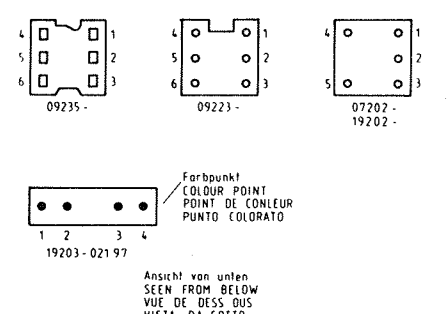 4 1
5 2
6 3
09235 -
4 1
5 2
6 3
09223 -
4 1
2
5 3
07202 -
19202 -
Farbpunkt
COLOUR POINT
POINT DE CONLEUR
PUNTO COLORATO
1 2 3 4
19203 - 021 97
Ansicht von unten
SEEN FROM BELOW
VUE DE DESS OUS